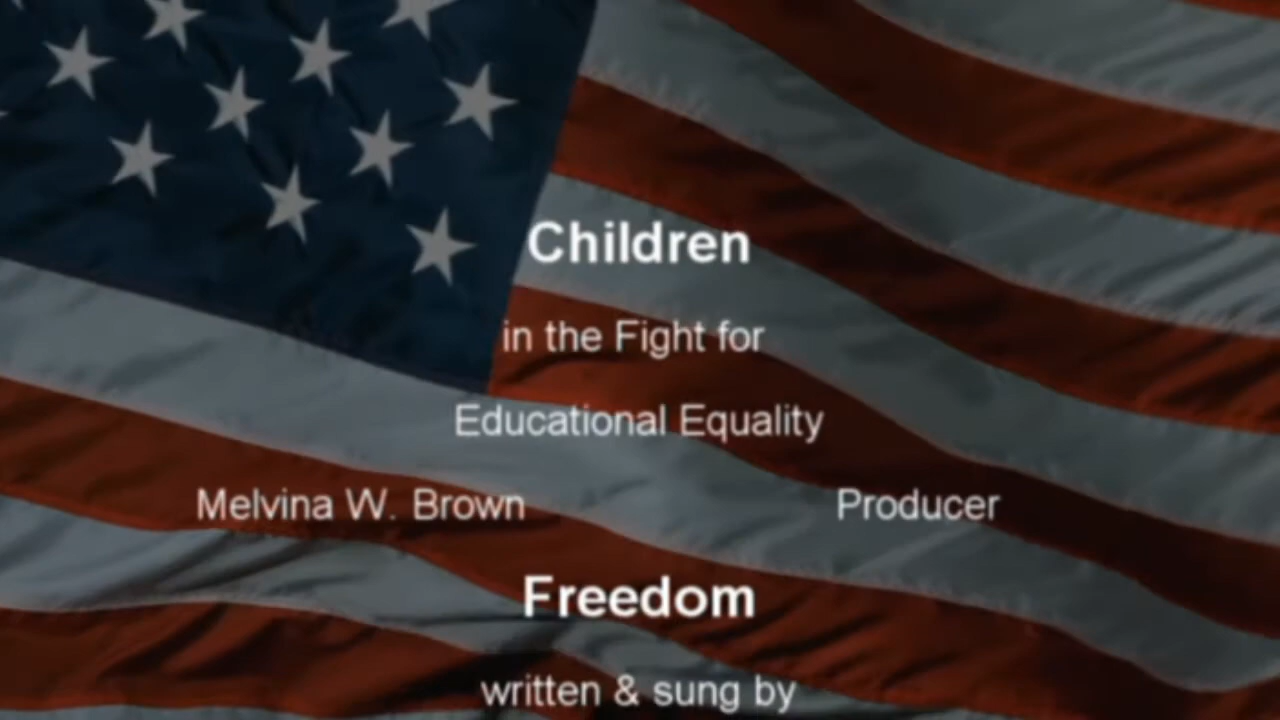 Children
in the Fight for
Educational Equality
Melvina W. Brown Producer
Freedom
written & sung by